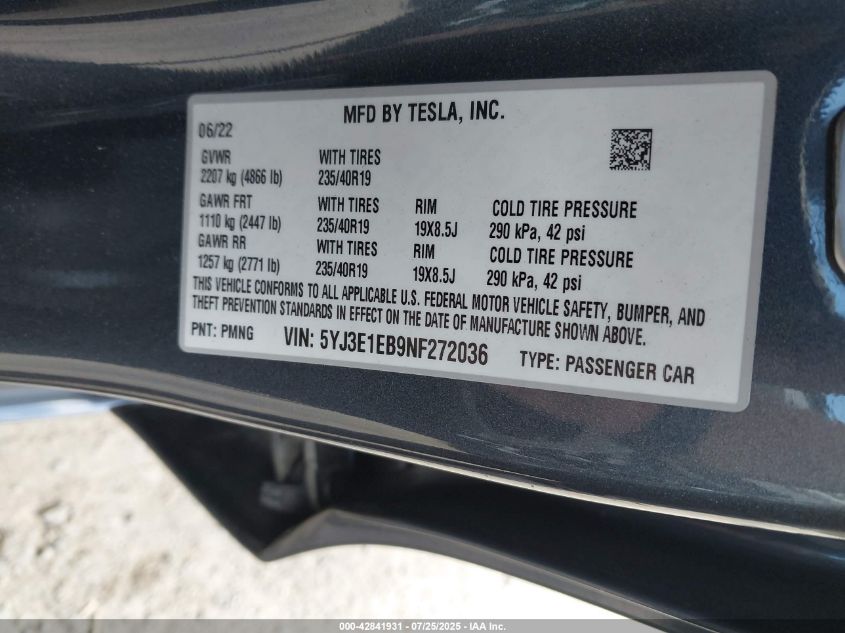 MFD BY TESLA, INC.
06/22
GVWR WITH TIRES
2207 kg (4866 lb) 235/40R19
GAWR FRT WITH TIRES RIM COLD TIRE PRESSURE
1110 kg (2447 lb) 235/40R19 19X8.5J 290 kPa, 42 psi
GAWR RR WITH TIRES RIM COLD TIRE PRESSURE
1257 kg (2771 lb) 235/40R19 19X8.5J 290 kPa, 42 psi
THIS VEHICLE CONFORMS TO ALL APPLICABLE U.S. FEDERAL MOTOR VEHICLE SAFETY, BUMPER, AND
THEFT PREVENTION STANDARDS IN EFFECT ON THE DATE OF MANUFACTURE SHOWN ABOVE.
PNT: PMNG VIN: 5YJ3E1EB9NF272036 TYPE: PASSENGER CAR
000-42841931 - 07/25/2025 - IAA Inc.